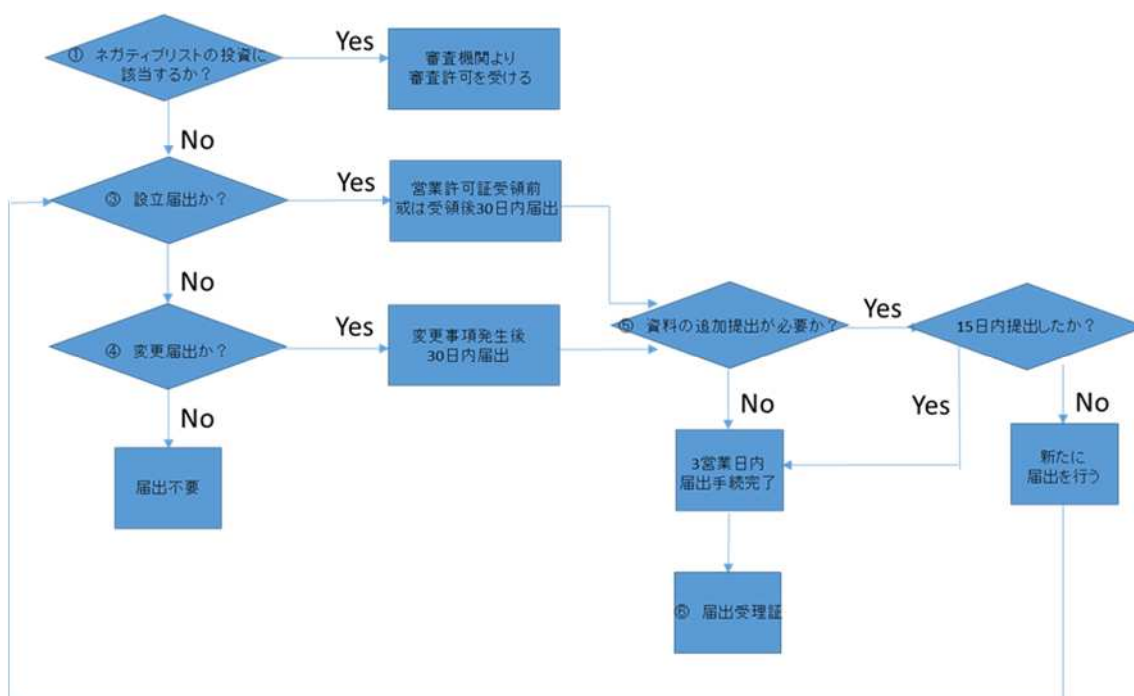 ① ネガティブリストの投資に
該当するか？
Yes
審査機関より
審査許可を受ける
No
③ 設立届出か？
Yes
営業許可証受領前
或は受領後30日内届出
No
④ 変更届出か？
Yes
変更事項発生後
30日内届出
⑤ 資料の追加提出が必要か？
Yes
15日内提出したか？
No
届出不要
No
3営業日内
届出手続完了
Yes
No
新たに
届出を行う
⑥ 届出受理証